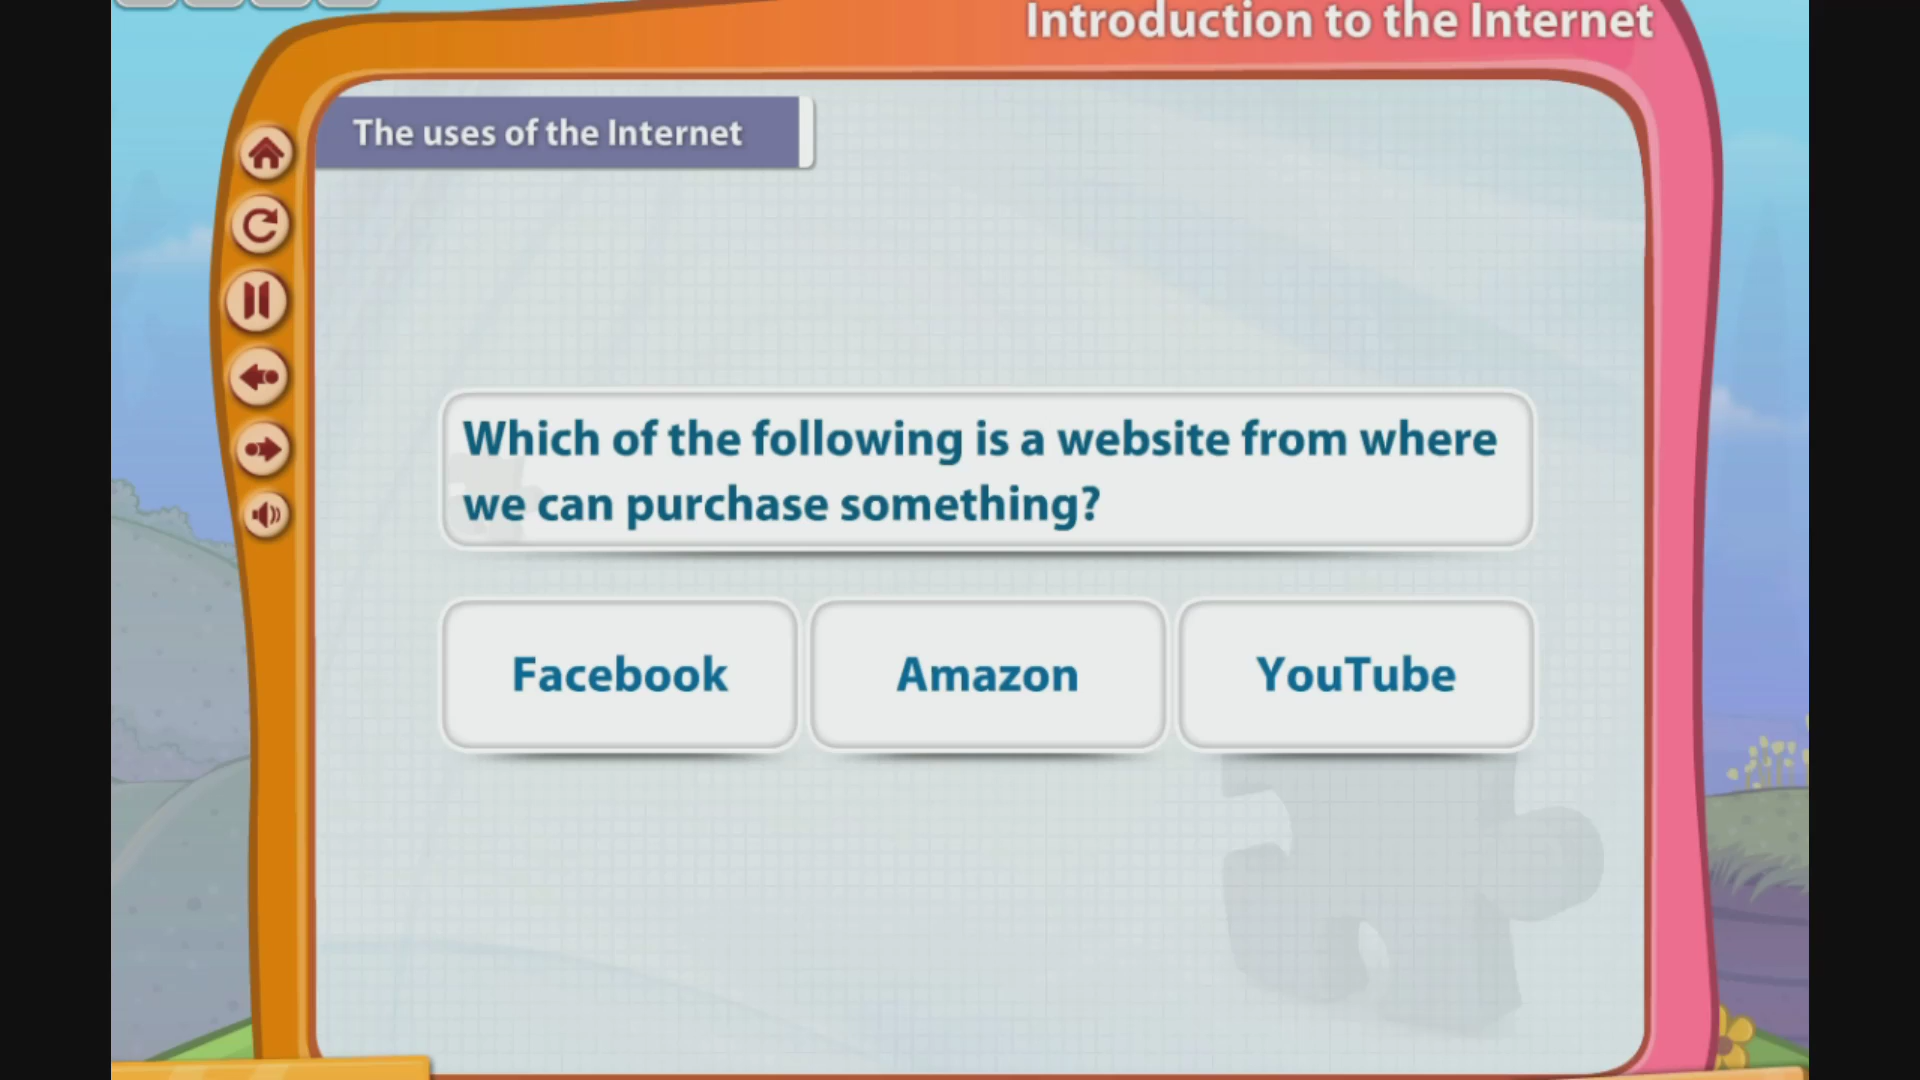 Introduction to the Internet
The uses of the Internet
Which of the following is a website from where
we can purchase something?
Facebook
Amazon
YouTube